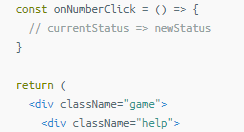 const onNumberClick = () => {
// currentStatus => newStatus
}
return (
<div className="game">
<div className="help">